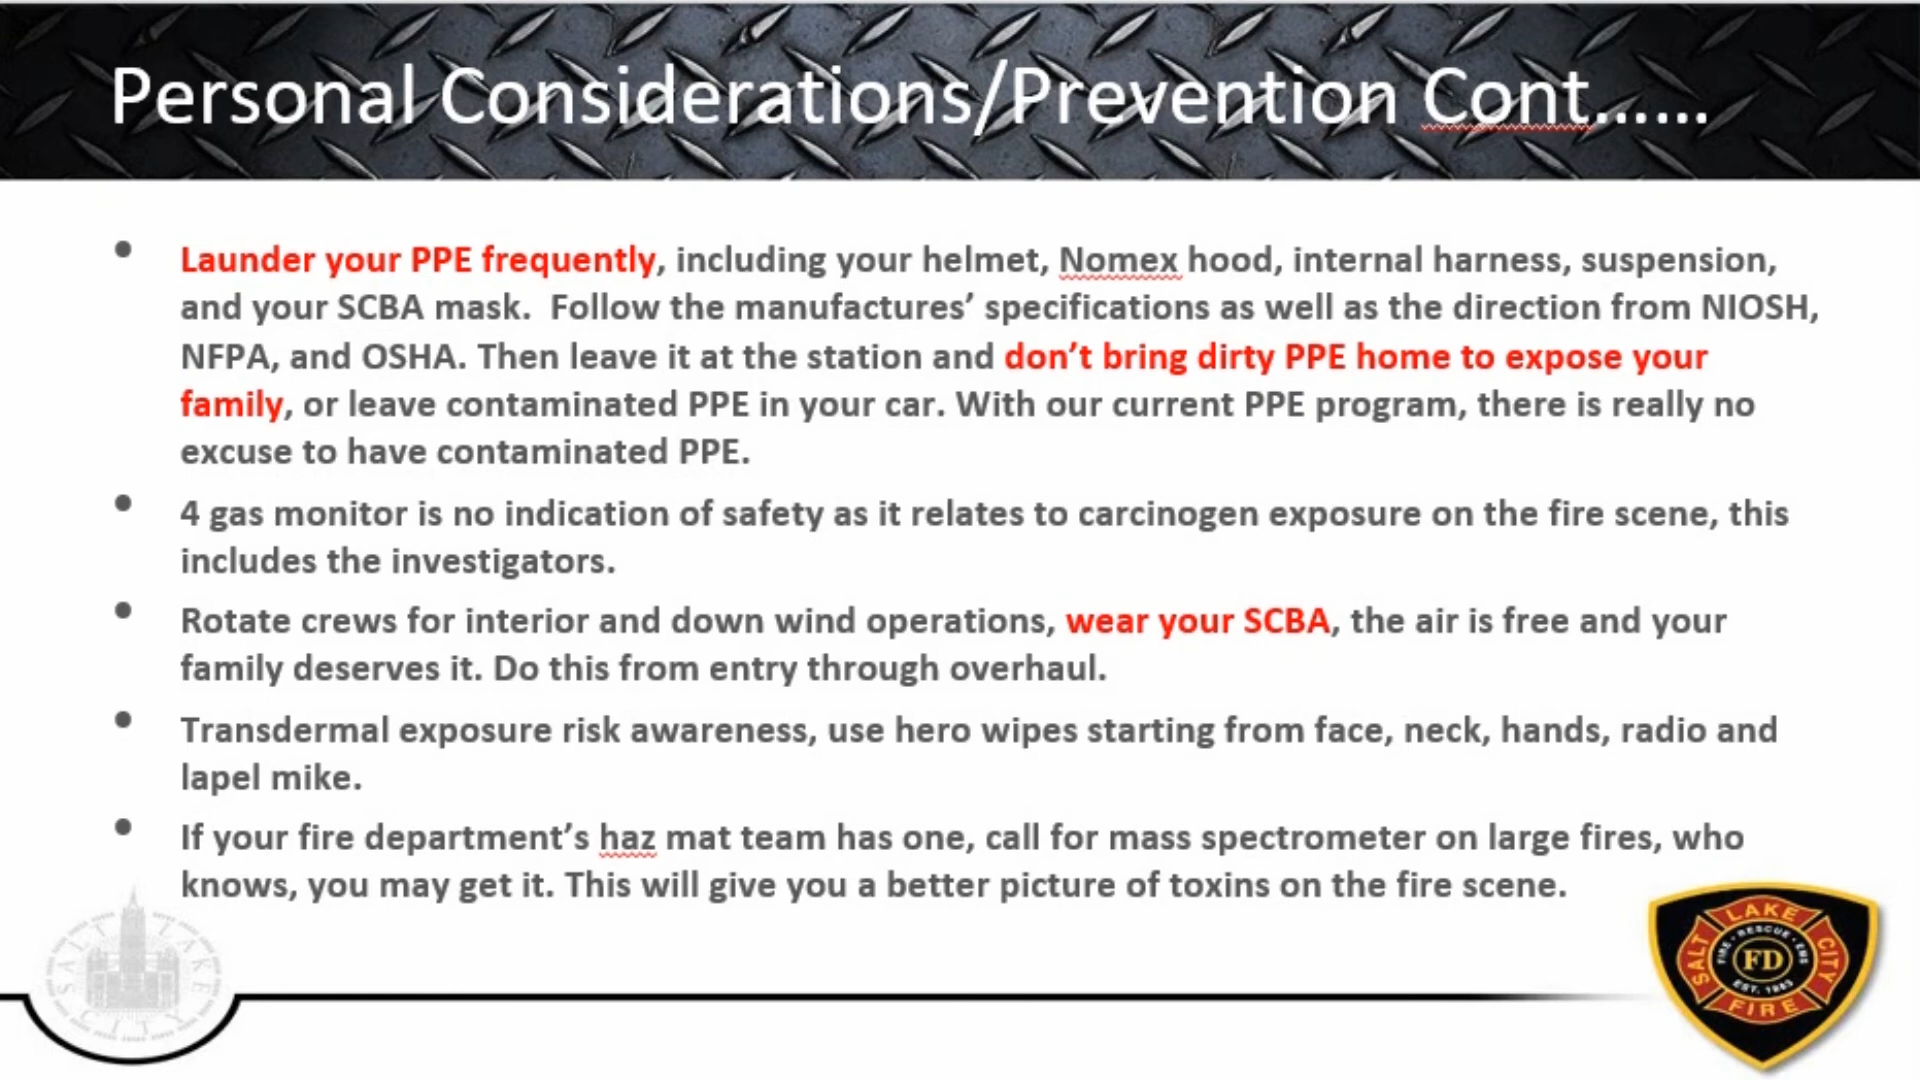 Personal Considerations/Prevention Cont......
• Launder your PPE frequently, including your helmet, Nomex hood, internal harness, suspension,
and your SCBA mask.  Follow the manufactures’ specifications as well as the direction from NIOSH,
NFPA, and OSHA. Then leave it at the station and don’t bring dirty PPE home to expose your
family, or leave contaminated PPE in your car. With our current PPE program, there is really no
excuse to have contaminated PPE.
• 4 gas monitor is no indication of safety as it relates to carcinogen exposure on the fire scene, this
includes the investigators.
• Rotate crews for interior and down wind operations, wear your SCBA, the air is free and your
family deserves it. Do this from entry through overhaul.
• Transdermal exposure risk awareness, use hero wipes starting from face, neck, hands, radio and
lapel mike.
• If your fire department’s haz mat team has one, call for mass spectrometer on large fires, who
knows, you may get it. This will give you a better picture of toxins on the fire scene.
SALT LAKE
CITY
SALT LAKE CITY
FIRE · RESCUE · EMS
FD
EST. 1883
FIRE